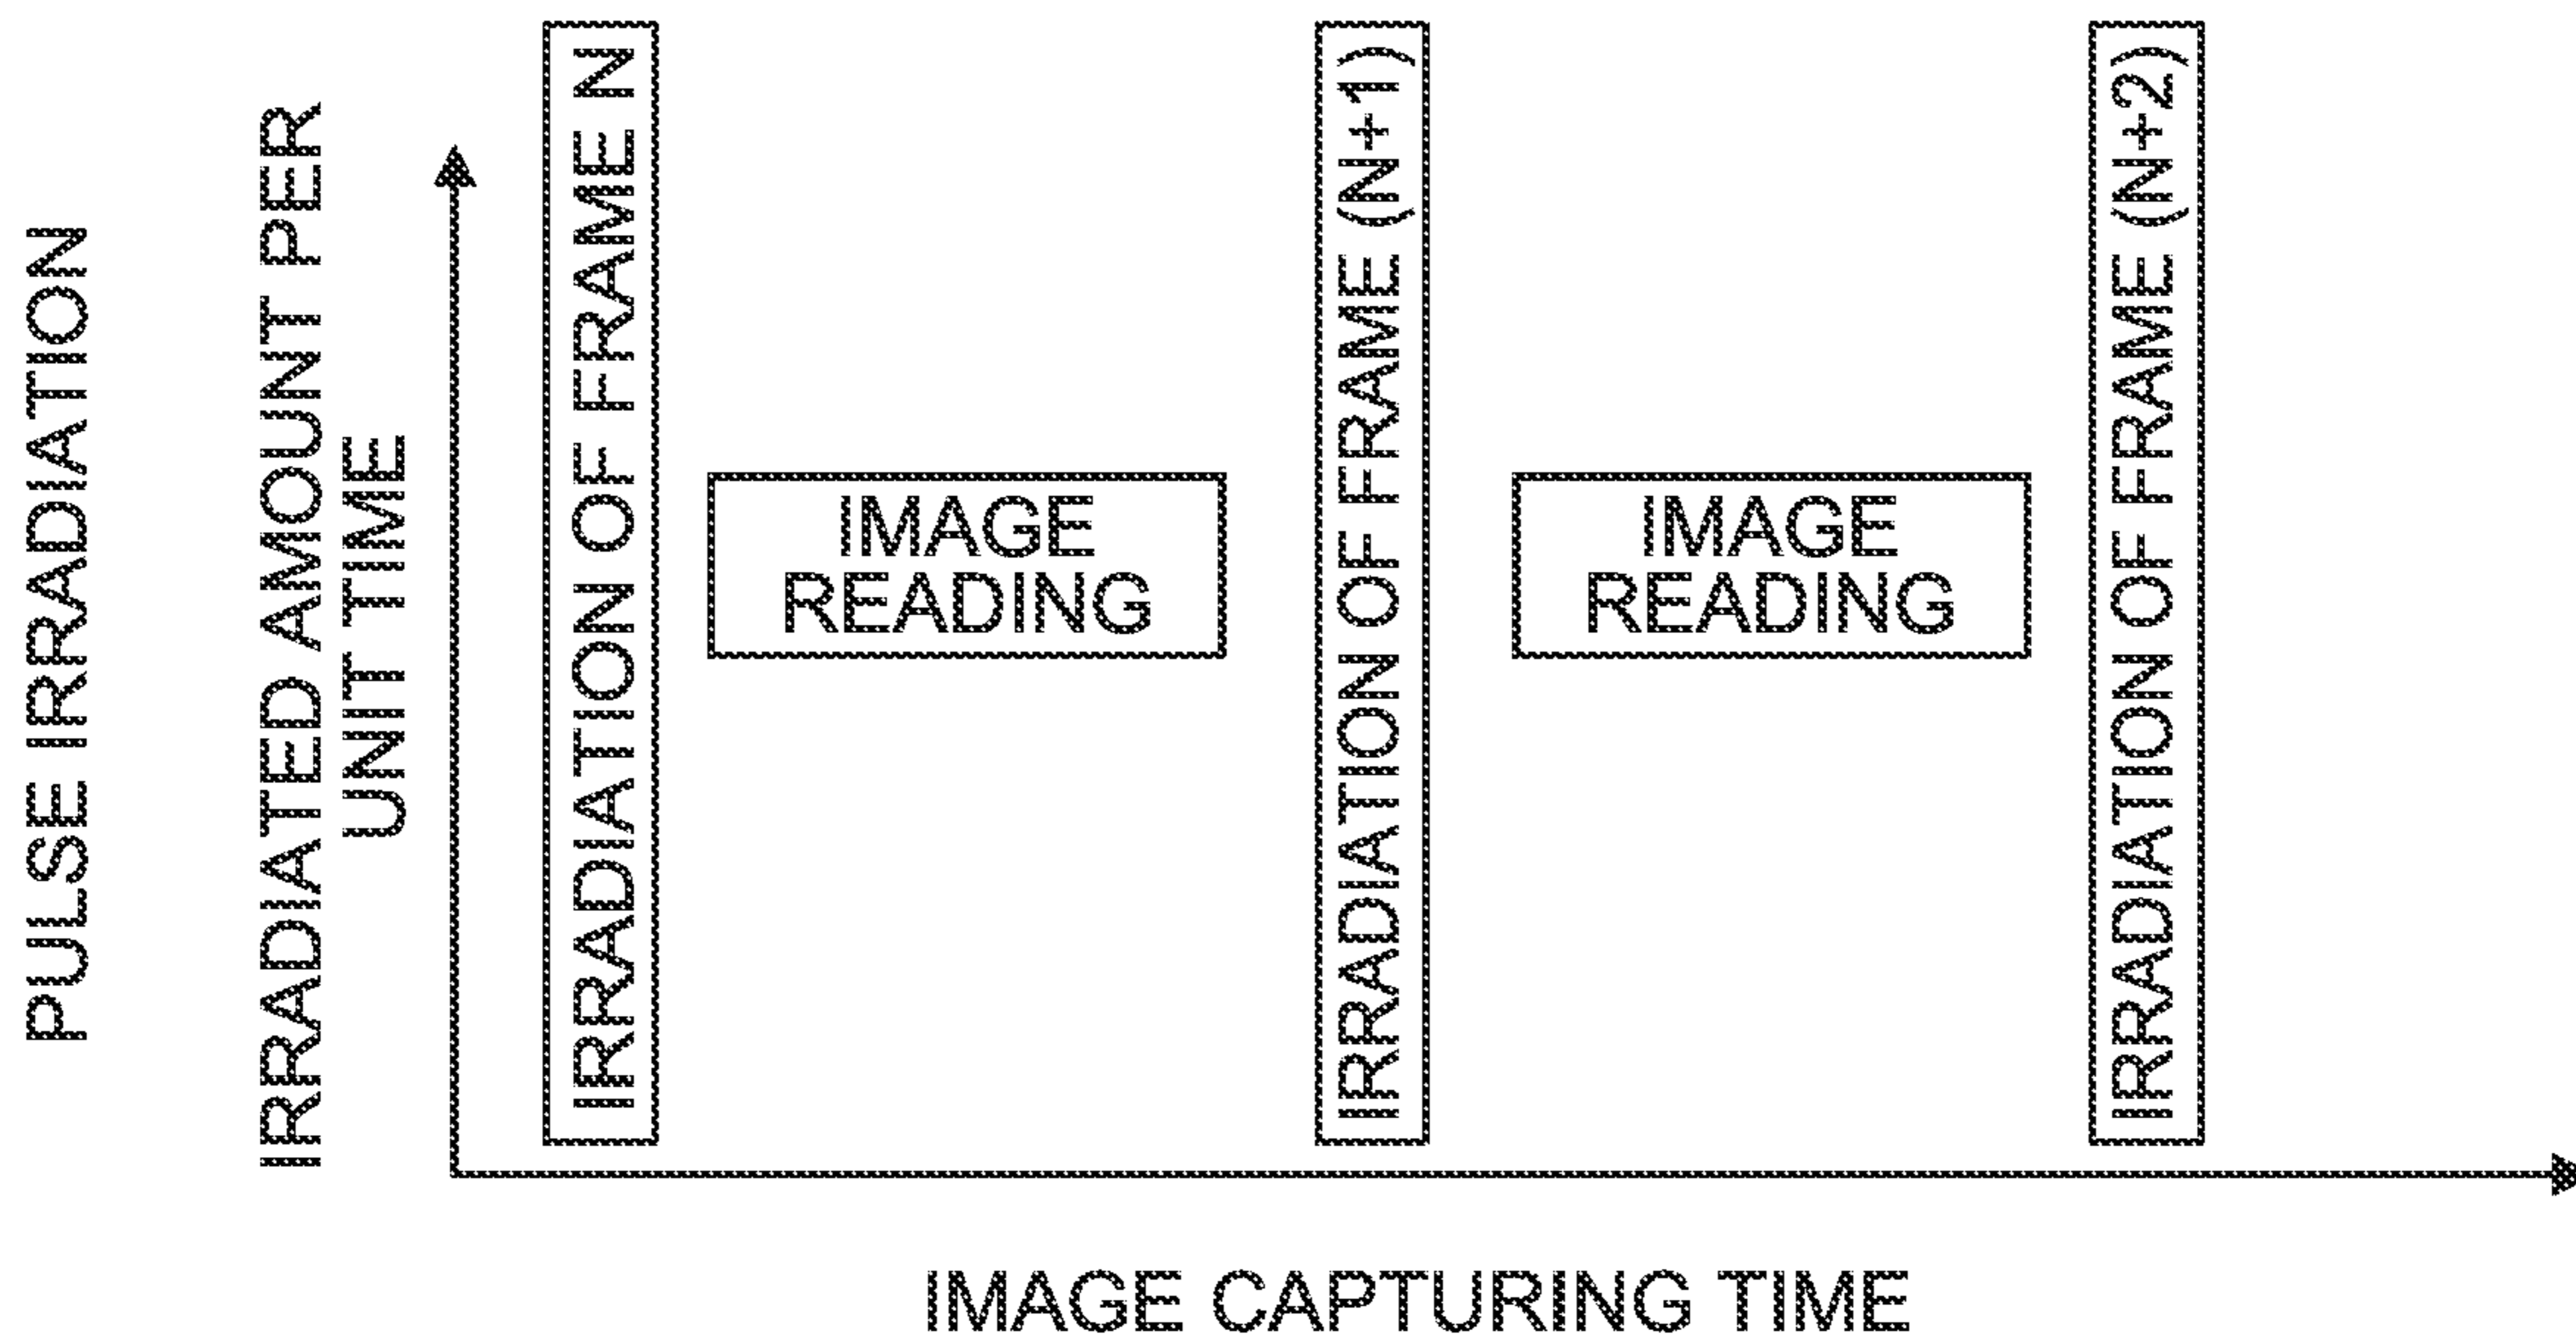 PULSE IRRADIATION
IRRADIATED AMOUNT PER
UNIT TIME
IRRADIATION OF FRAME N
IMAGE
READING
IRRADIATION OF FRAME (N+1)
IMAGE
READING
IRRADIATION OF FRAME (N+2)
IMAGE CAPTURING TIME